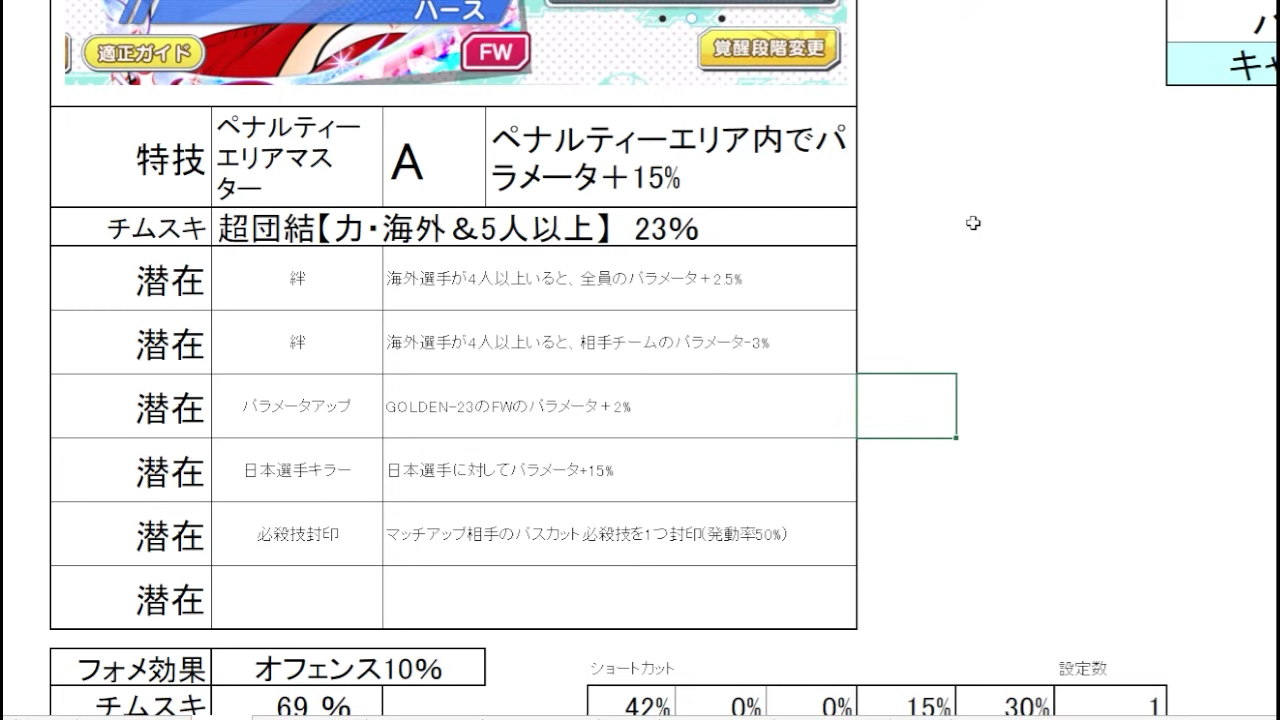 ハース
適正ガイド
FW
覚醒段階変更
キャ
特技
ペナルティー
エリアマス
ター
A
ペナルティーエリア内でパ
ラメータ＋15%
チムスキ
超団結【力・海外＆5人以上】 23%
潜在
絆
海外選手が4人以上いると、全員のパラメータ＋2.5%
潜在
絆
海外選手が4人以上いると、相手チームのパラメータ-3%
潜在
パラメータアップ
GOLDEN-23のFWのパラメータ＋2%
潜在
日本選手キラー
日本選手に対してパラメータ+15%
潜在
必殺技封印
マッチアップ相手のパスカット必殺技を1つ封印(発動率50%)
潜在
フォメ効果
オフェンス10%
ショートカット
設定数
チムスキ
69 %
42%
0%
0%
15%
30%
1